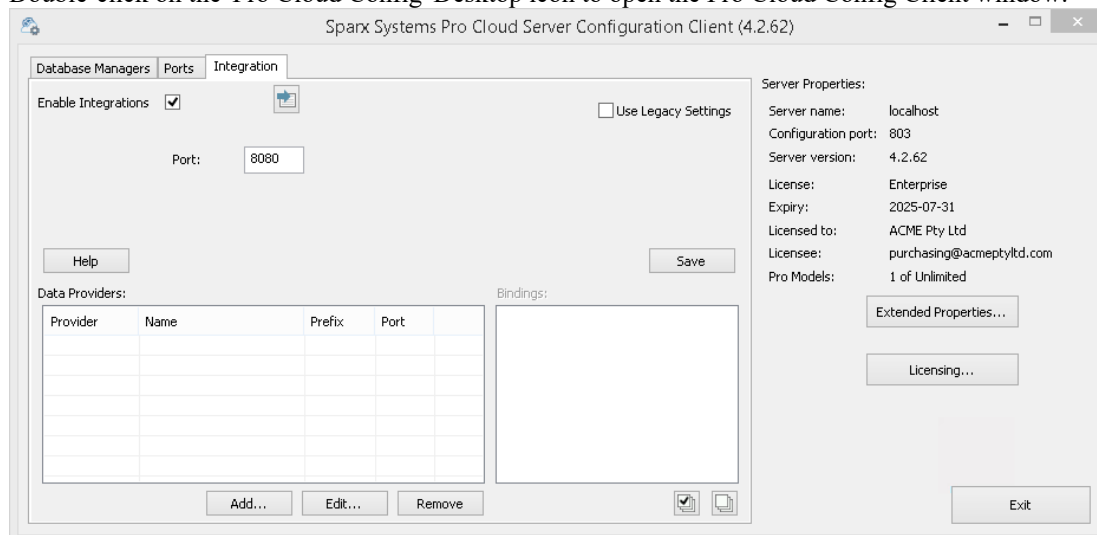 Double-click on the 'Pro Cloud Config' Desktop icon to open the Pro Cloud Config Client window.
Sparx Systems Pro Cloud Server Configuration Client (4.2.62)
Database Managers Ports Integration
Enable Integrations
Use Legacy Settings
Port: 8080
Help
Save
Data Providers:
Bindings:
Provider Name Prefix Port
Add... Edit... Remove
Server Properties:
Server name: localhost
Configuration port: 803
Server version: 4.2.62
License: Enterprise
Expiry: 2025-07-31
Licensed to: ACME Pty Ltd
Licensee: purchasing@acmeptyltd.com
Pro Models: 1 of Unlimited
Extended Properties...
Licensing...
Exit